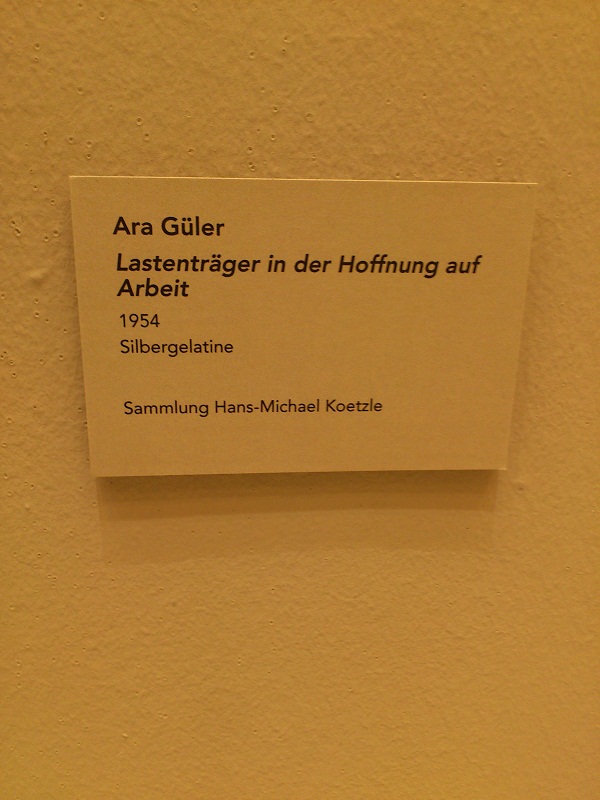 Ara Güler
Lastenträger in der Hoffnung auf
Arbeit
1954
Silbergelatine
Sammlung Hans-Michael Koetzle